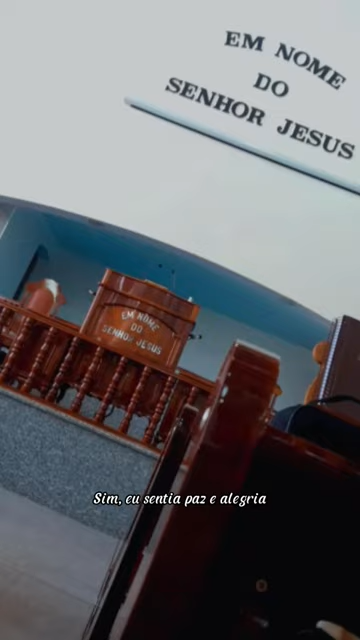 EM NOME
DO
SENHOR JESUS
EM NOME
DO
SENHOR JESUS
Sim, eu sentia paz e alegria